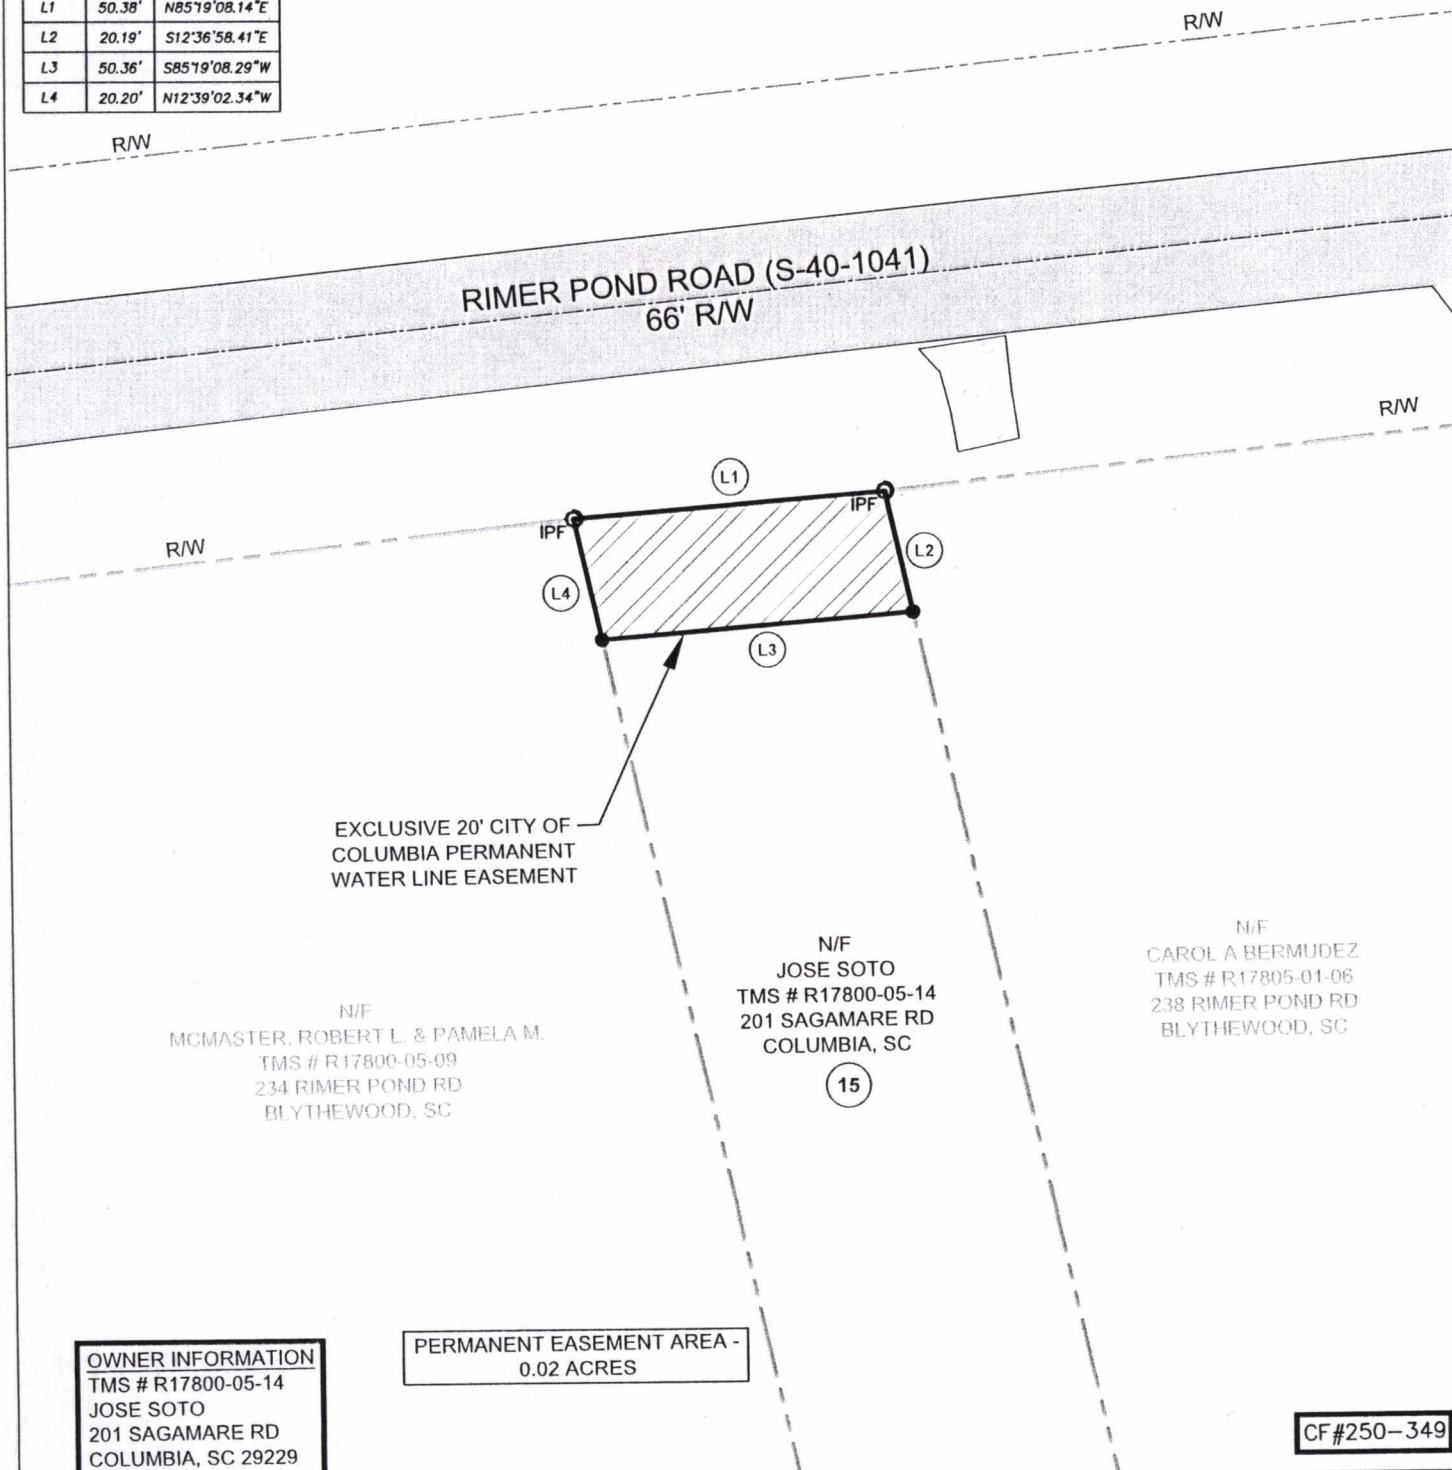 L1 50.38' N85°19'08.14"E
L2 20.19' S12°36'58.41"E
L3 50.36' S85°19'08.29"W
L4 20.20' N12°39'02.34"W
R/W
R/W
RIMER POND ROAD (S-40-1041)
66' R/W
R/W
L1
IPF
IPF
R/W
L2
L4
L3
EXCLUSIVE 20' CITY OF
COLUMBIA PERMANENT
WATER LINE EASEMENT
N/F
JOSE SOTO
TMS # R17800-05-14
201 SAGAMARE RD
COLUMBIA, SC
15
N/F
CAROL A BERMUDEZ
TMS # R17805-01-06
238 RIMER POND RD
BLYTHEWOOD, SC
N/F
MCMASTER, ROBERT L. & PAMELA M.
TMS # R17800-05-09
234 RIMER POND RD
BLYTHEWOOD, SC
OWNER INFORMATION
TMS # R17800-05-14
JOSE SOTO
201 SAGAMARE RD
COLUMBIA, SC 29229
PERMANENT EASEMENT AREA -
0.02 ACRES
CF#250-349